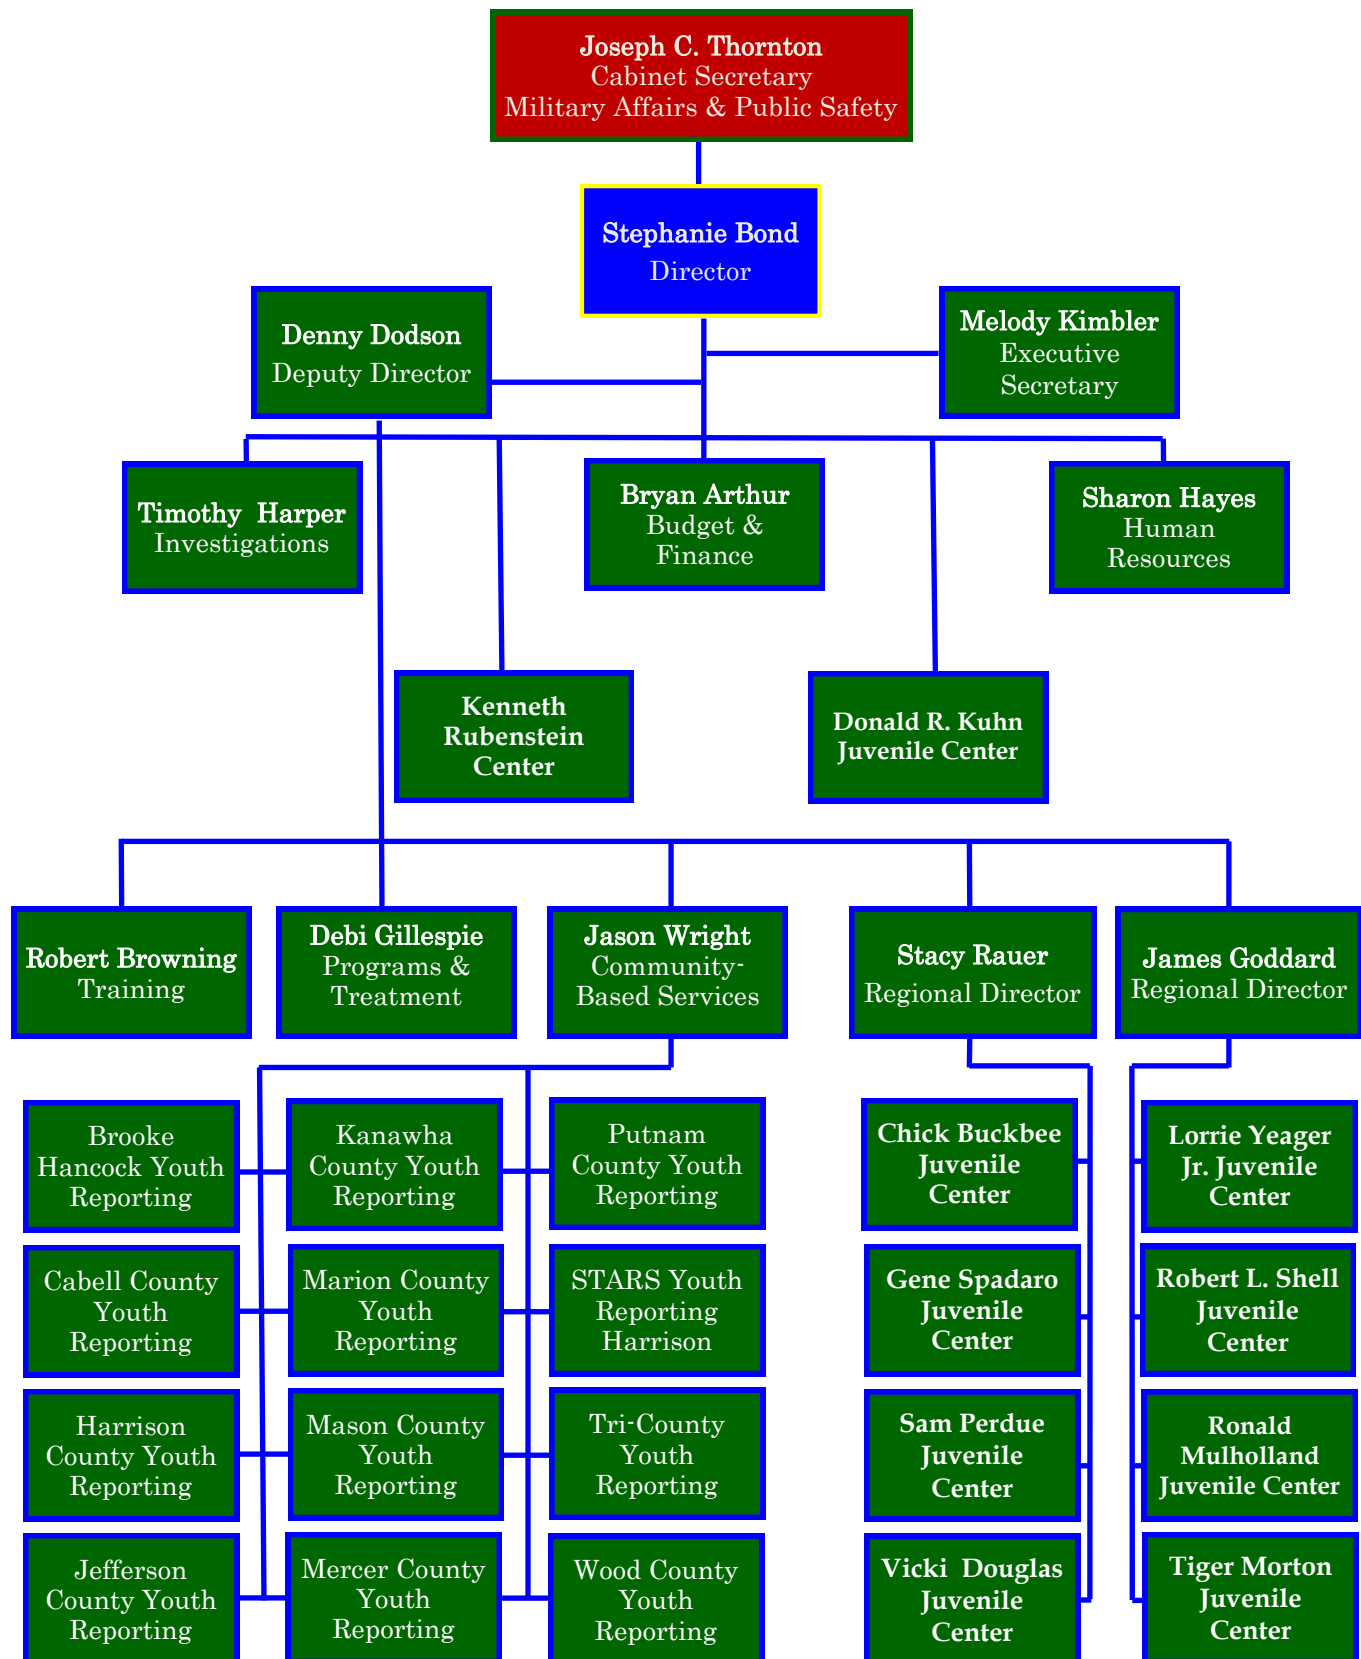 Joseph C. Thornton
Cabinet Secretary
Military Affairs & Public Safety
Stephanie Bond
Director
Denny Dodson
Deputy Director
Melody Kimbler
Executive
Secretary
Timothy  Harper
Investigations
Bryan Arthur
Budget &
Finance
Sharon Hayes
Human
Resources
Kenneth
Rubenstein
Center
Donald R. Kuhn
Juvenile Center
Robert Browning
Training
Debi Gillespie
Programs &
Treatment
Jason Wright
Community-
Based Services
Stacy Rauer
Regional Director
James Goddard
Regional Director
Brooke
Hancock Youth
Reporting
Kanawha
County Youth
Reporting
Putnam
County Youth
Reporting
Chick Buckbee
Juvenile
Center
Lorrie Yeager
Jr. Juvenile
Center
Cabell County
Youth
Reporting
Marion County
Youth
Reporting
STARS Youth
Reporting
Harrison
Gene Spadaro
Juvenile
Center
Robert L. Shell
Juvenile
Center
Harrison
County Youth
Reporting
Mason County
Youth
Reporting
Tri-County
Youth
Reporting
Sam Perdue
Juvenile
Center
Ronald
Mulholland
Juvenile Center
Jefferson
County Youth
Reporting
Mercer County
Youth
Reporting
Wood County
Youth
Reporting
Vicki  Douglas
Juvenile
Center
Tiger Morton
Juvenile
Center